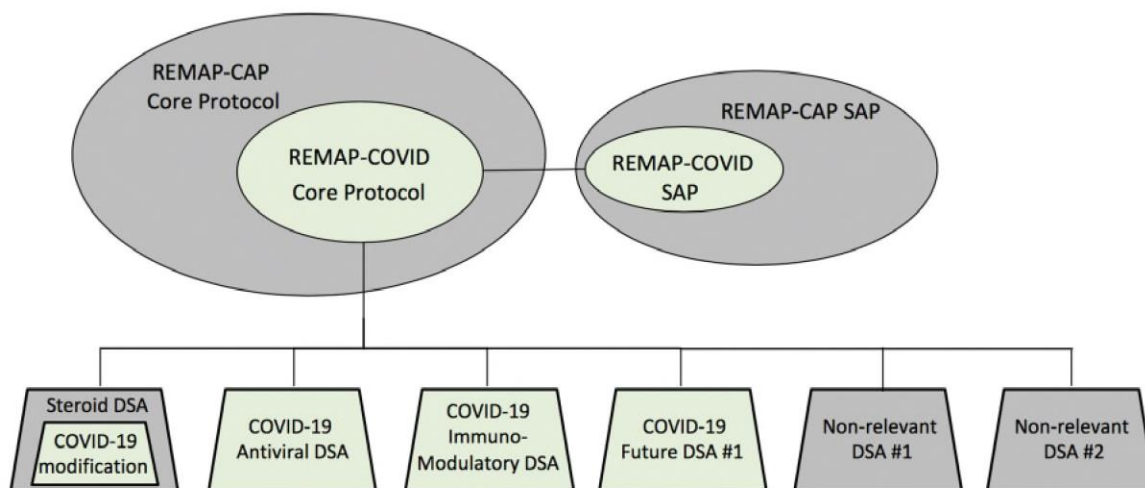 REMAP-CAP
Core Protocol
REMAP-COVID
Core Protocol
REMAP-CAP SAP
REMAP-COVID
SAP
Steroid DSA
COVID-19
modification
COVID-19
Antiviral DSA
COVID-19
Immuno-
Modulatory DSA
COVID-19
Future DSA #1
Non-relevant
DSA #1
Non-relevant
DSA #2